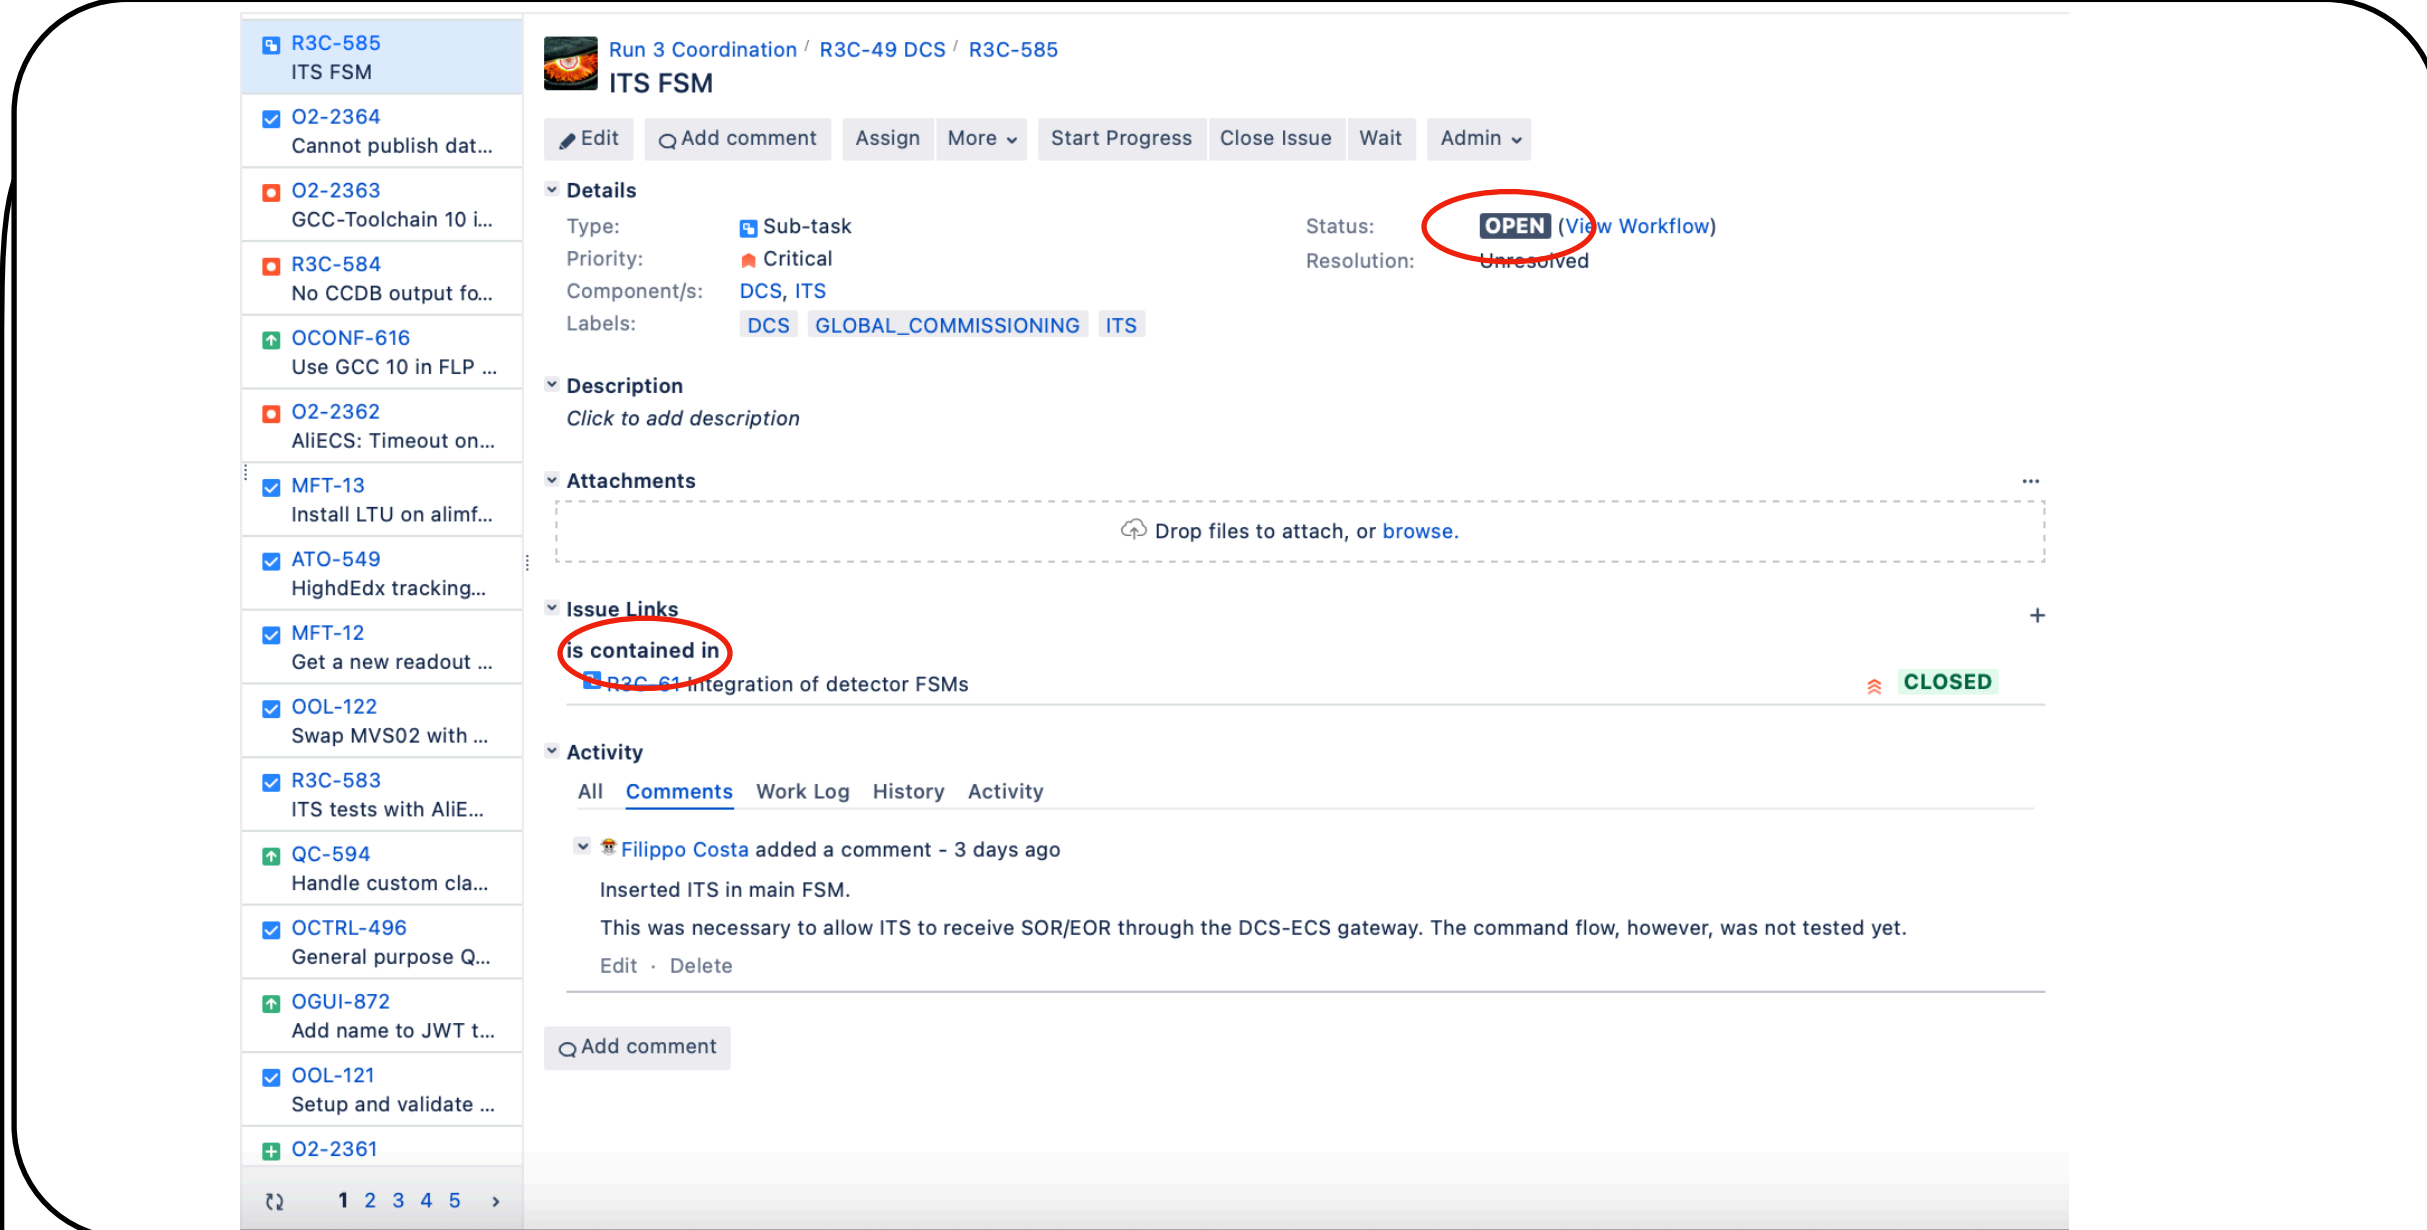 R3C-585
ITS FSM
O2-2364
Cannot publish dat...
O2-2363
GCC-Toolchain 10 i...
R3C-584
No CCDB output fo...
OCONF-616
Use GCC 10 in FLP ...
O2-2362
AliECS: Timeout on...
MFT-13
Install LTU on alimf...
ATO-549
HighdEdx tracking...
MFT-12
Get a new readout ...
OOL-122
Swap MVS02 with ...
R3C-583
ITS tests with AliE...
QC-594
Handle custom cla...
OCTRL-496
General purpose Q...
OGUI-872
Add name to JWT t...
OOL-121
Setup and validate ...
O2-2361
1 2 3 4 5 >
Run 3 Coordination / R3C-49 DCS / R3C-585
ITS FSM
Edit Add comment Assign More Start Progress Close Issue Wait Admin
Details
Type: Sub-task Status: OPEN (View Workflow)
Priority: Critical Resolution: Unresolved
Component/s: DCS, ITS
Labels: DCS GLOBAL_COMMISSIONING ITS
Description
Click to add description
Attachments ...
Drop files to attach, or browse.
Issue Links +
is contained in
R3C-61 Integration of detector FSMs CLOSED
Activity
All Comments Work Log History Activity
Filippo Costa added a comment - 3 days ago
Inserted ITS in main FSM.
This was necessary to allow ITS to receive SOR/EOR through the DCS-ECS gateway. The command flow, however, was not tested yet.
Edit · Delete
Add comment